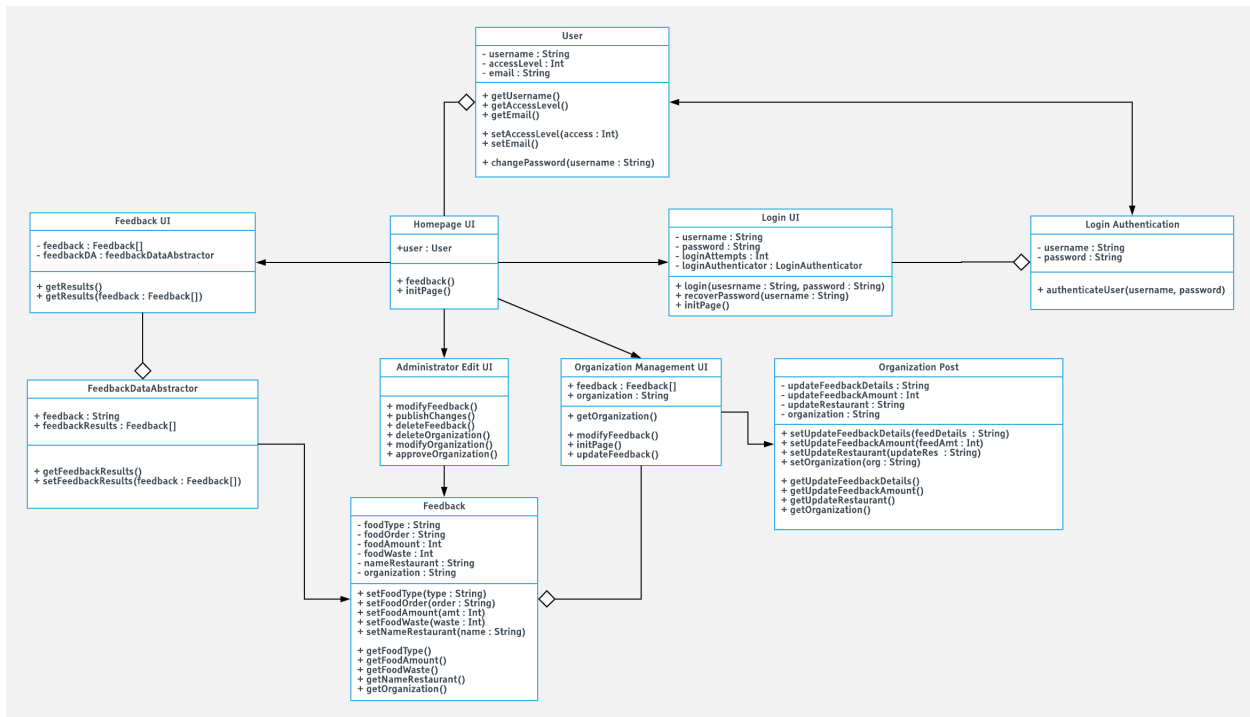 User
- username : String
- accessLevel : Int
- email : String
+ getUsername()
+ getAccessLevel()
+ getEmail()
+ setAccessLevel(access : Int)
+ setEmail()
+ changePassword(username : String)
Feedback UI
- feedback : Feedback[]
- feedbackDA : feedbackDataAbstractor
+ getResults()
+ getResults(feedback : Feedback[])
Homepage UI
+user : User
+ feedback()
+ initPage()
Login UI
- username : String
- password : String
- loginAttempts : Int
- loginAuthenticator : LoginAuthenticator
+ login(usesrname : String, password : String)
+ recoverPassword(username : String)
+ initPage()
Login Authentication
- username : String
- password : String
+ authenticateUser(username, password)
FeedbackDataAbstractor
+ feedback : String
+ feedbackResults : Feedback[]
+ getFeedbackResults()
+ setFeedbackResults(feedback : Feedback[])
Administrator Edit UI
+ modifyFeedback()
+ publishChanges()
+ deleteFeedback()
+ deleteOrganization()
+ modifyOrganization()
+ approveOrganization()
Organization Management UI
+ feedback : Feedback[]
+ organization : String
+ getOrganization()
+ modifyFeedback()
+ initPage()
+ updateFeedback()
Organization Post
- updateFeedbackDetails : String
- updateFeedbackAmount : Int
- updateRestaurant : String
- organization : String
+ setUpdateFeedbackDetails(feedDetails : String)
+ setUpdateFeedbackAmount(feedAmt : Int)
+ setUpdateRestaurant(updateRes : String)
+ setOrganization(org : String)
+ getUpdateFeedbackDetails()
+ getUpdateFeedbackAmount()
+ getUpdateRestaurant()
+ getOrganization()
Feedback
- foodType : String
- foodOrder : String
- foodAmount : Int
- foodWaste : Int
- nameRestaurant : String
- organization : String
+ setFoodType(type : String)
+ setFoodOrder(order : String)
+ setFoodAmount(amt : Int)
+ setFoodWaste(waste : Int)
+ setNameRestaurant(name : String)
+ getFoodType()
+ getFoodAmount()
+ getFoodWaste()
+ getNameRestaurant()
+ getOrganization()